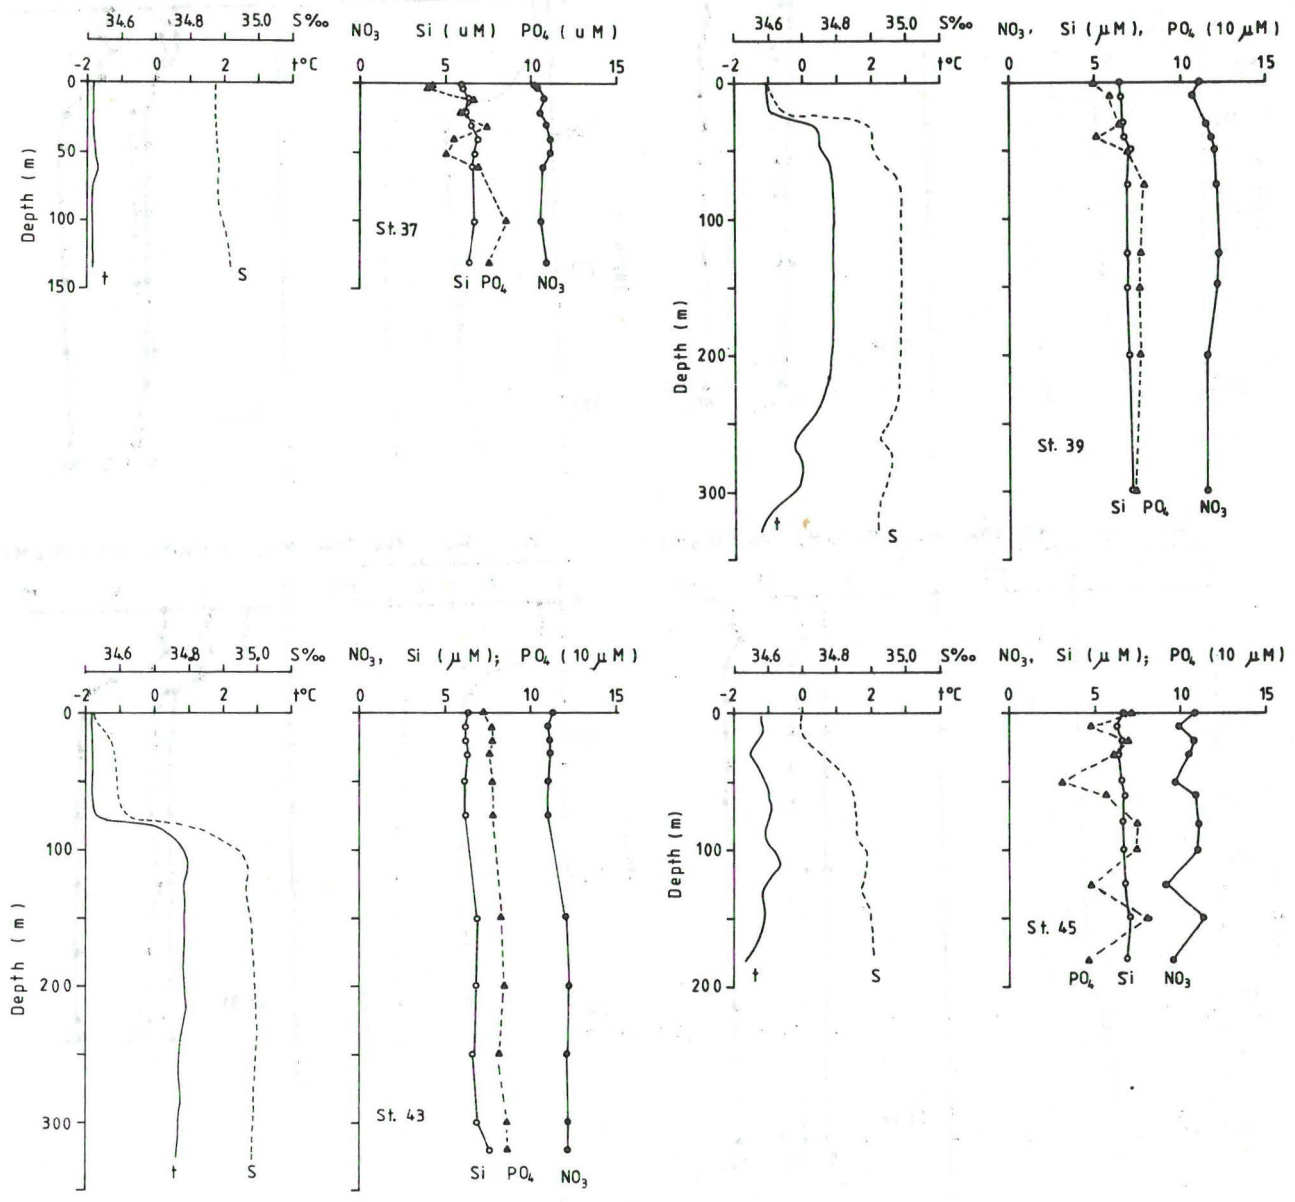 34.6 34.8 35.0 S‰
-2 0 2 t°C
0
50
100
150
Depth (m)
t S
NO₃ Si (uM) PO₄ (uM)
0 5 10 15
St.37
Si PO₄ NO₃
34.6 34.8 35.0 S‰
-2 0 2 t°C
0
100
200
300
Depth (m)
t S
NO₃, Si (μM), PO₄ (10 μM)
0 5 10 15
St. 39
Si PO₄ NO₃
34.6 34.8 35.0 S‰
-2 0 2 t°C
0
100
200
300
Depth (m)
t S
NO₃, Si (μM); PO₄ (10 μM)
0 5 10 15
St. 43
Si PO₄ NO₃
34.6 34.8 35.0 S‰
-2 0 2 t°C
0
100
200
Depth (m)
t S
NO₃, Si (μM); PO₄ (10 μM)
0 5 10 15
St. 45
PO₄ Si NO₃